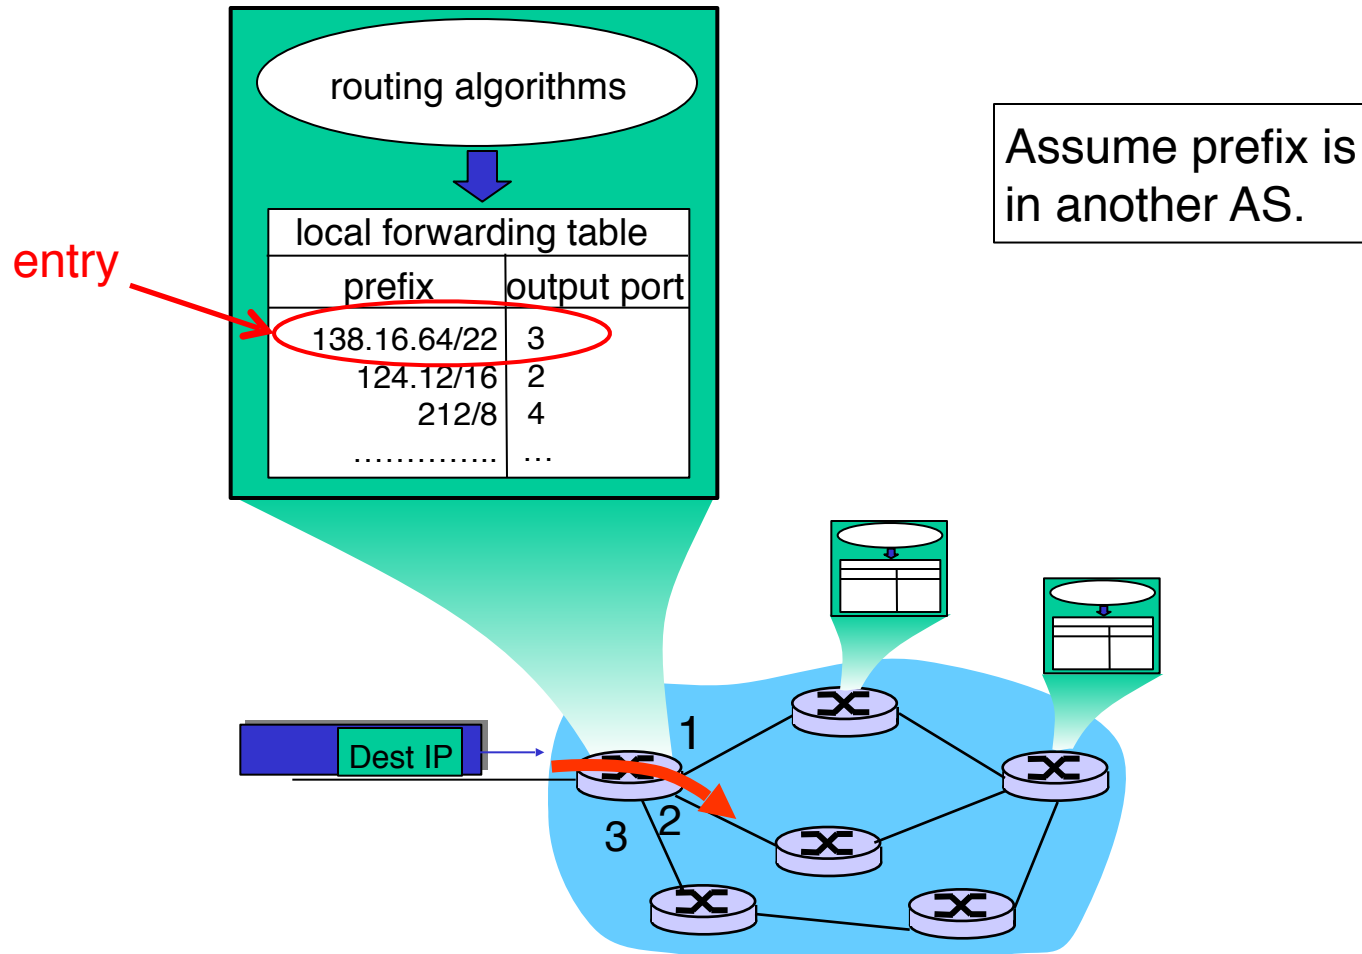 routing algorithms
Assume prefix is
in another AS.
local forwarding table
entry
prefix output port
138.16.64/22 3
124.12/16 2
212/8 4
.............. ...
1
Dest IP
2
3